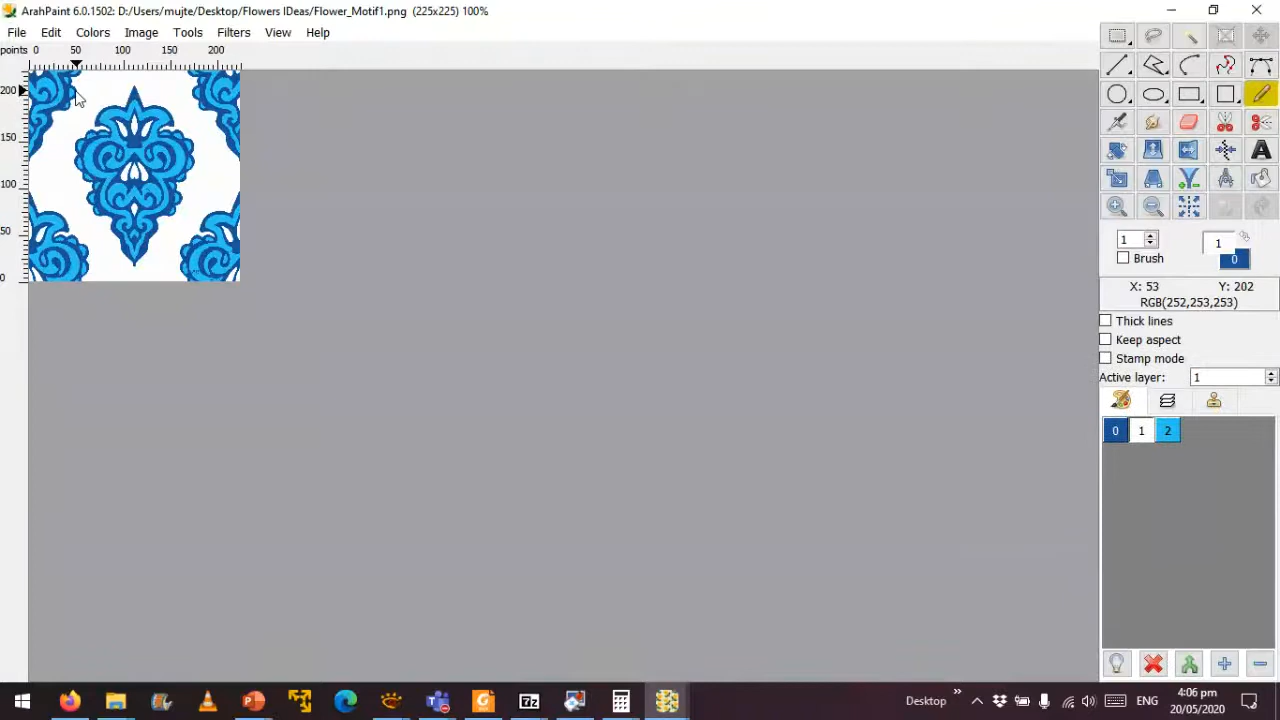 ArahPaint 6.0.1502: D:/Users/mujte/Desktop/Flowers IDeas/Flower_Motif1.png (225x225) 100%
File Edit Colors Image Tools Filters View Help
points 0 50 100 150 200
200
150
100
50
0
1
Brush
1
0
X: 53 Y: 202
RGB(252,253,253)
Thick lines
Keep aspect
Stamp mode
Active layer: 1
0 1 2
Desktop » ENG 4:06 pm
20/05/2020